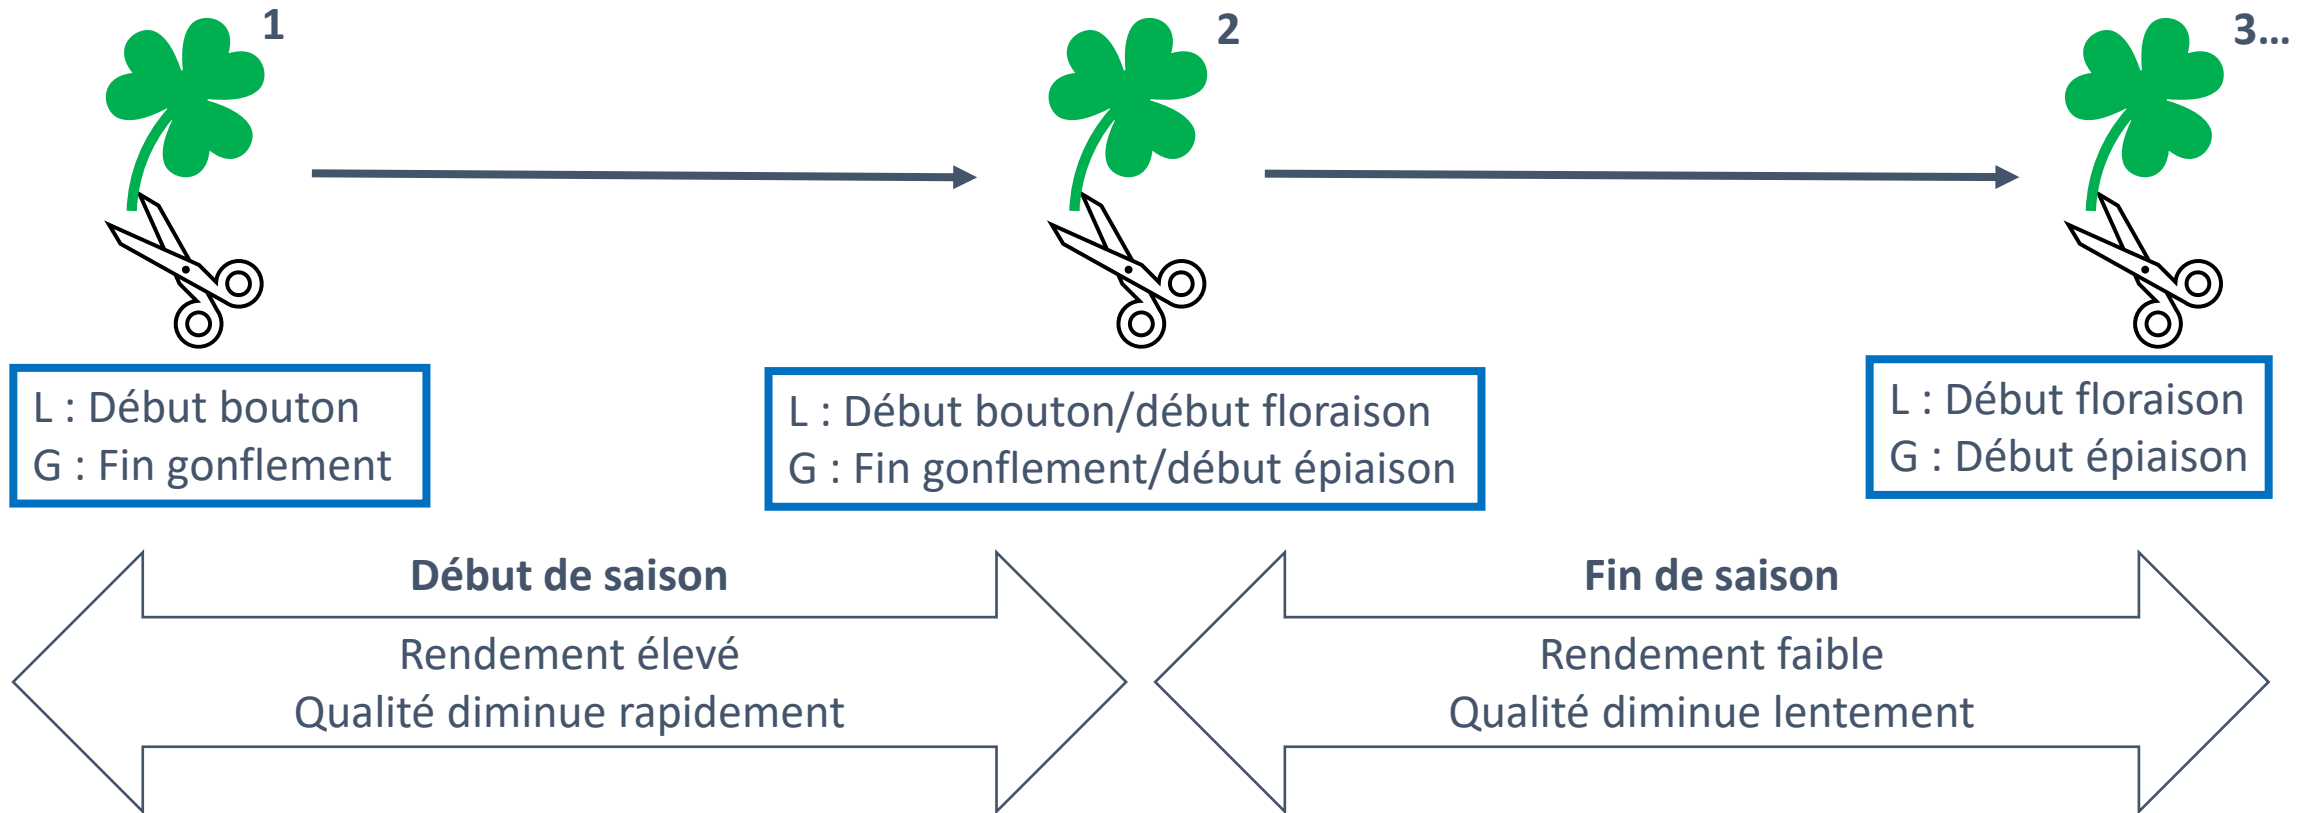 1
2
3...
L : Début bouton
G : Fin gonflement
L : Début bouton/début floraison
G : Fin gonflement/début épiaison
L : Début floraison
G : Début épiaison
Début de saison
Rendement élevé
Qualité diminue rapidement
Fin de saison
Rendement faible
Qualité diminue lentement